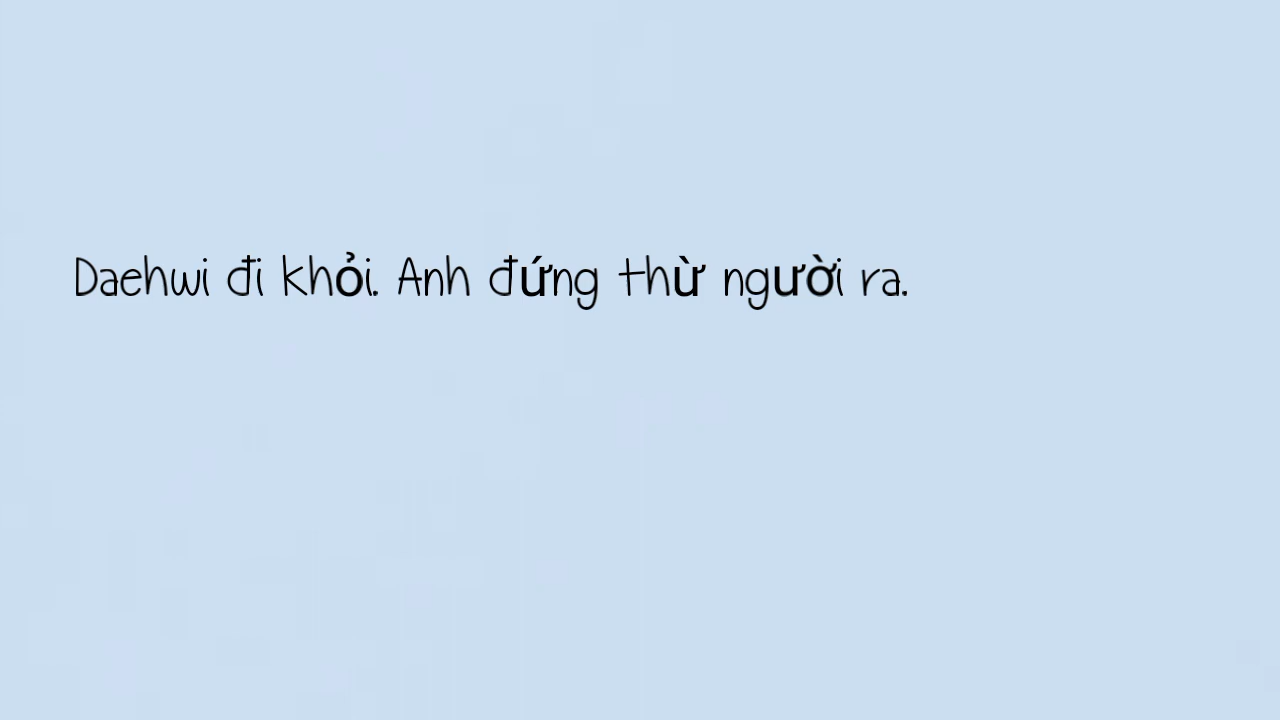 Daehwi đi khỏi. Anh đứng thừ người ra.